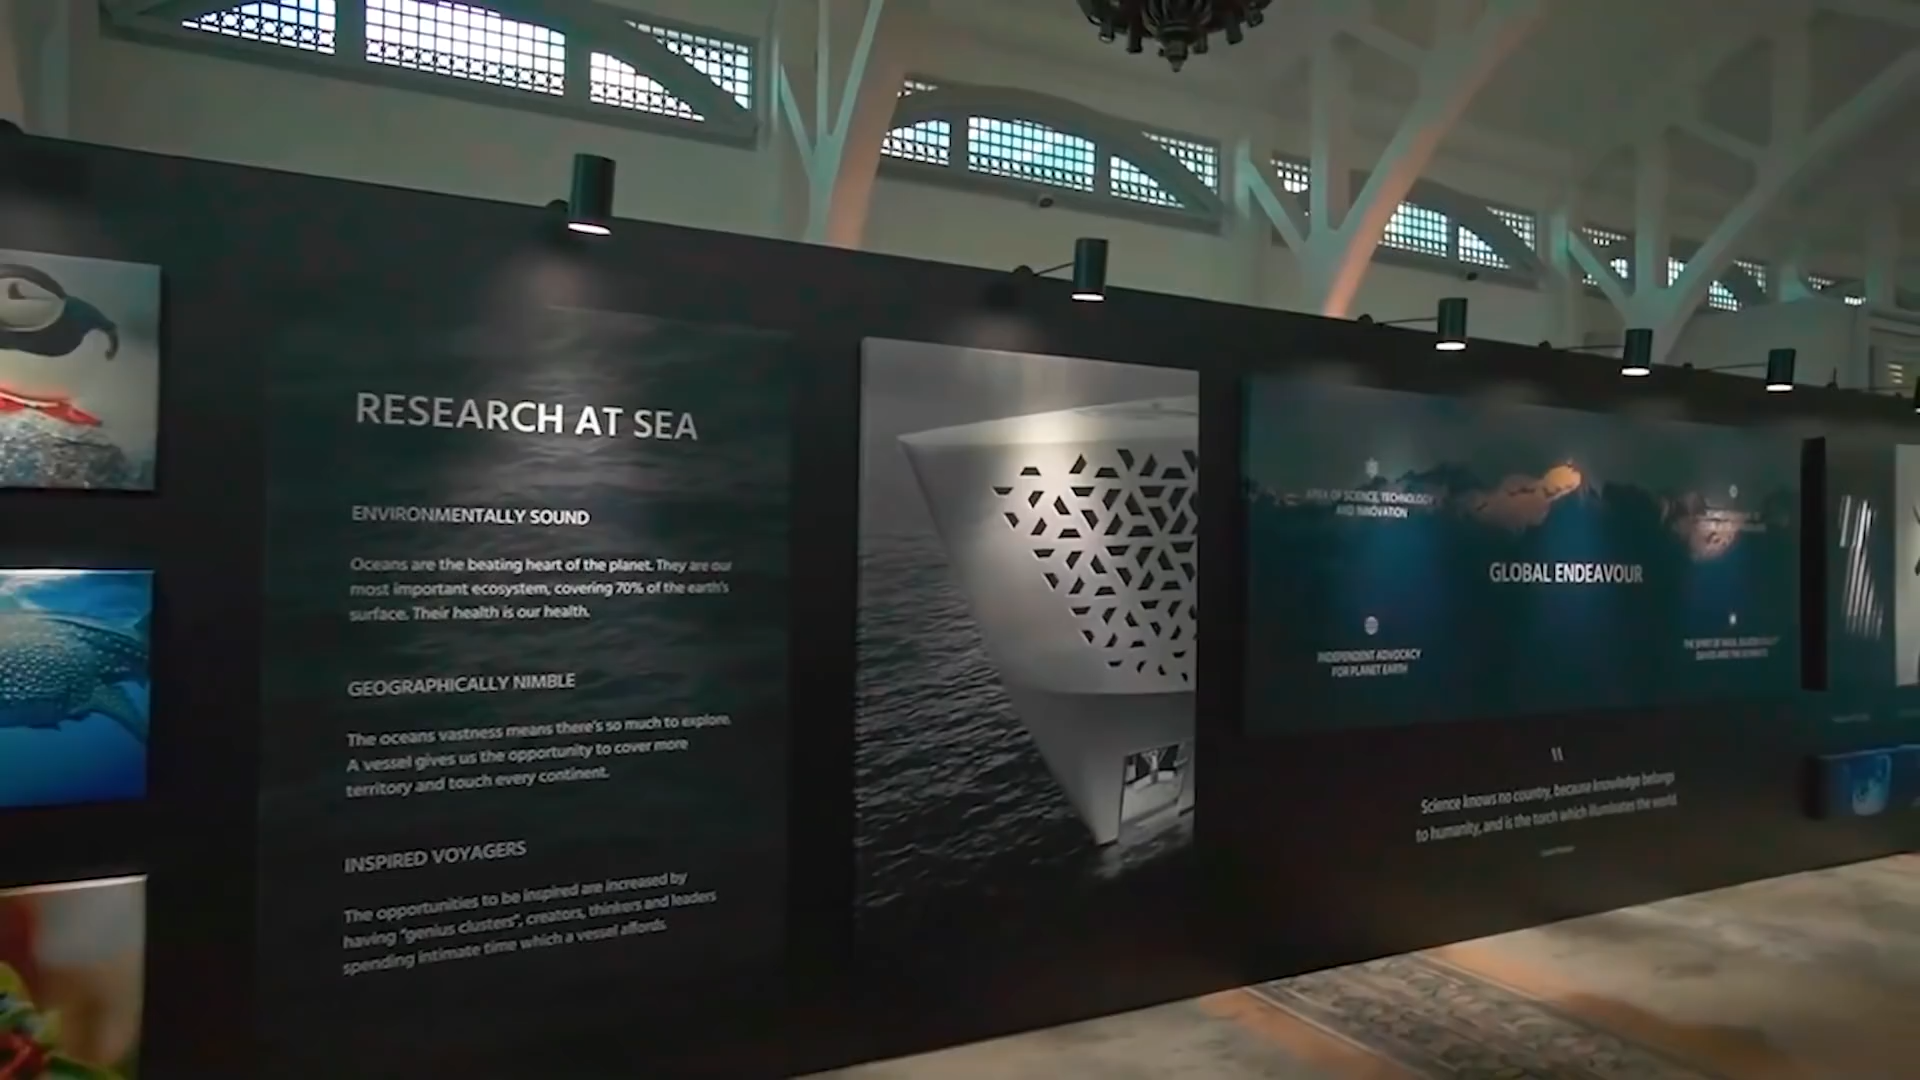 RESEARCH AT SEA
ENVIRONMENTALLY SOUND
Oceans are the beating heart of the planet. They are our
most important ecosystem, covering 70% of the earth's
surface. Their health is our health.
GEOGRAPHICALLY NIMBLE
The oceans vastness means there's so much to explore.
A vessel gives us the opportunity to cover more
territory and touch every continent.
INSPIRED VOYAGERS
The opportunities to be inspired are increased by
having "genius clusters", creators, thinkers and leaders
spending intimate time which a vessel affords.
APEX OF SCIENCE, TECHNOLOGY
AND INNOVATION
GLOBAL ENDEAVOUR
INDEPENDENT ADVOCACY
FOR PLANET EARTH
"
Science knows no country, because knowledge belongs
to humanity, and is the torch which illuminates the world.